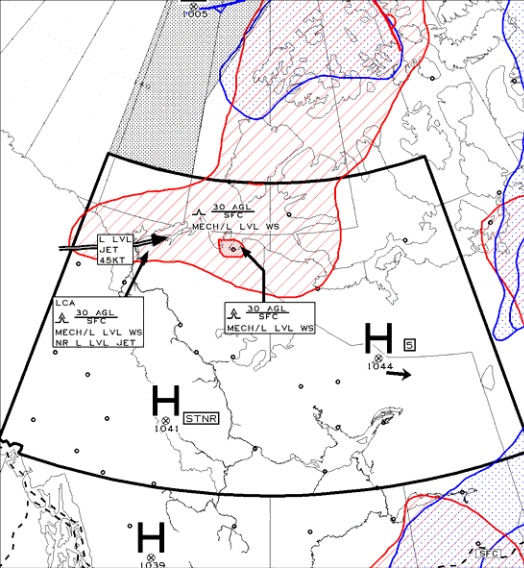 1005
30 AGL
SFC
MECH/L LVL WS
L LVL
JET
45KT
LCA
30 AGL
SFC
MECH/L LVL WS
NR L LVL JET
30 AGL
SFC
MECH/L LVL WS
H
5
1044
H
STNR
1041
H
1039
SFC